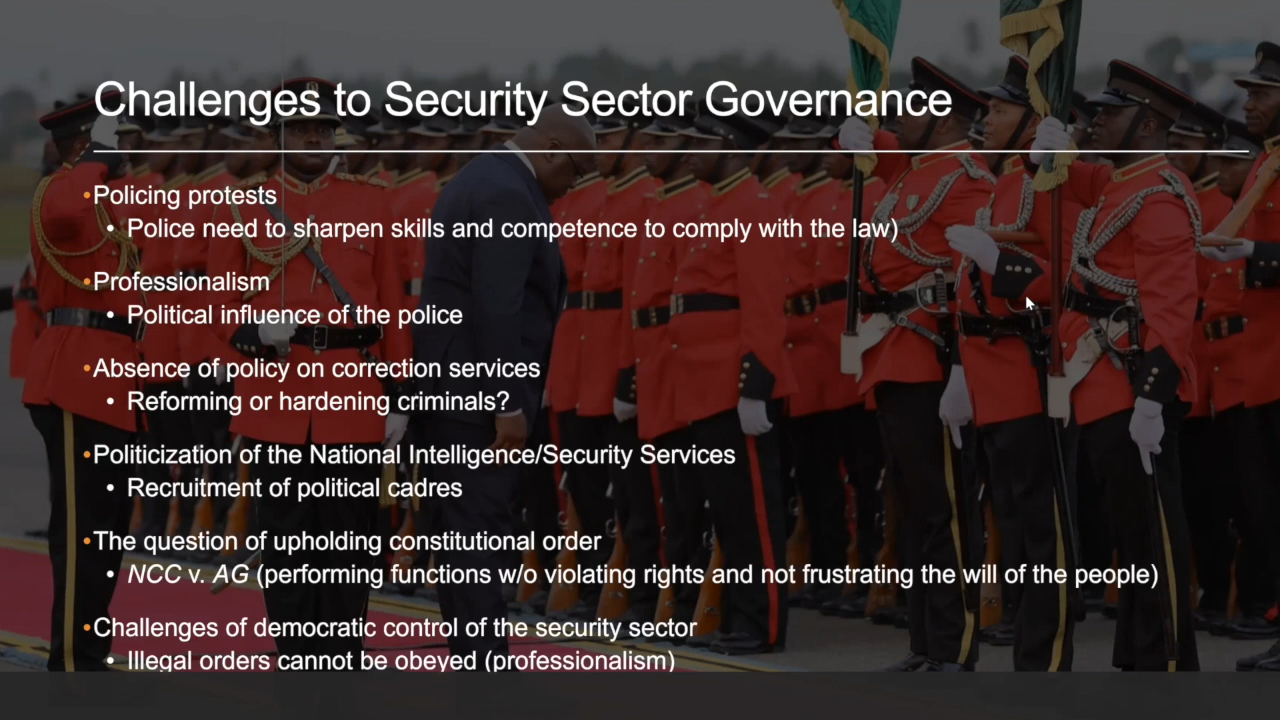 Challenges to Security Sector Governance
•Policing protests
• Police need to sharpen skills and competence to comply with the law)
•Professionalism
• Political influence of the police
•Absence of policy on correction services
• Reforming or hardening criminals?
•Politicization of the National Intelligence/Security Services
• Recruitment of political cadres
•The question of upholding constitutional order
• NCC v. AG (performing functions w/o violating rights and not frustrating the will of the people)
•Challenges of democratic control of the security sector
• Illegal orders cannot be obeyed (professionalism)